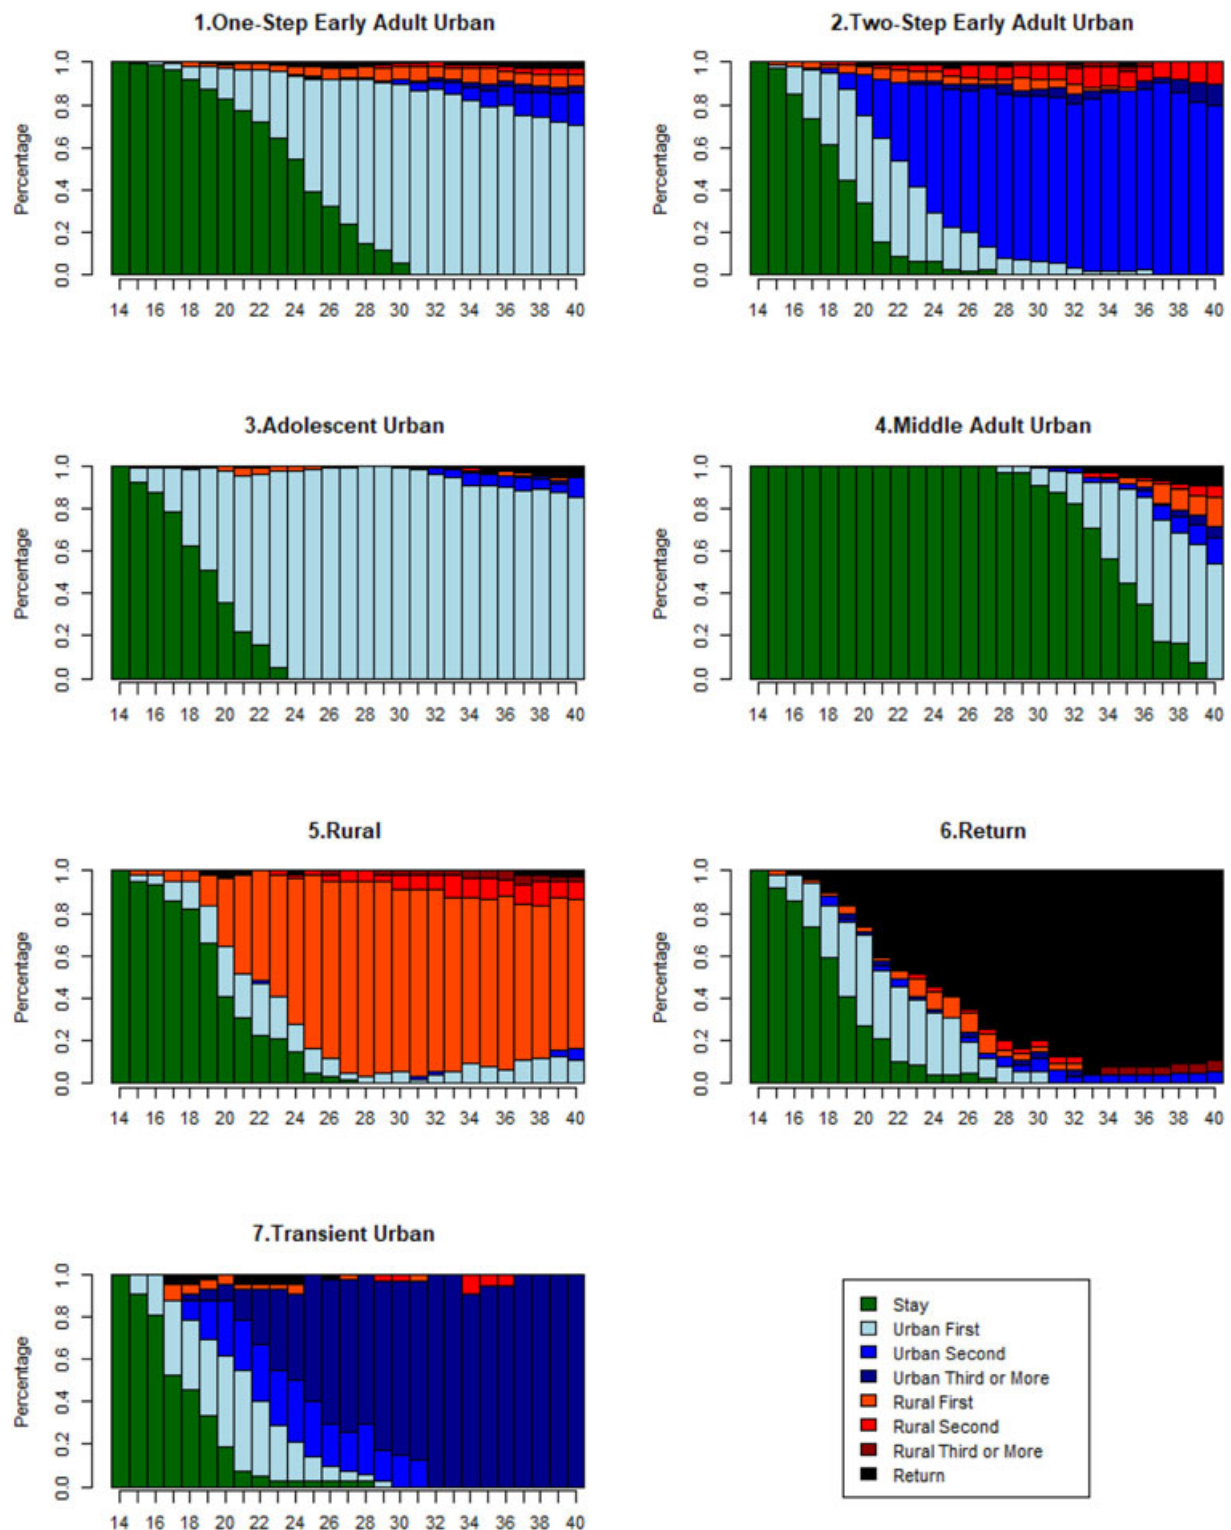 1.One-Step Early Adult Urban
Percentage
0.0 0.2 0.4 0.6 0.8 1.0
14 16 18 20 22 24 26 28 30 32 34 36 38 40
2.Two-Step Early Adult Urban
Percentage
0.0 0.2 0.4 0.6 0.8 1.0
14 16 18 20 22 24 26 28 30 32 34 36 38 40
3.Adolescent Urban
Percentage
0.0 0.2 0.4 0.6 0.8 1.0
14 16 18 20 22 24 26 28 30 32 34 36 38 40
4.Middle Adult Urban
Percentage
0.0 0.2 0.4 0.6 0.8 1.0
14 16 18 20 22 24 26 28 30 32 34 36 38 40
5.Rural
Percentage
0.0 0.2 0.4 0.6 0.8 1.0
14 16 18 20 22 24 26 28 30 32 34 36 38 40
6.Return
Percentage
0.0 0.2 0.4 0.6 0.8 1.0
14 16 18 20 22 24 26 28 30 32 34 36 38 40
7.Transient Urban
Percentage
0.0 0.2 0.4 0.6 0.8 1.0
14 16 18 20 22 24 26 28 30 32 34 36 38 40
Stay
Urban First
Urban Second
Urban Third or More
Rural First
Rural Second
Rural Third or More
Return